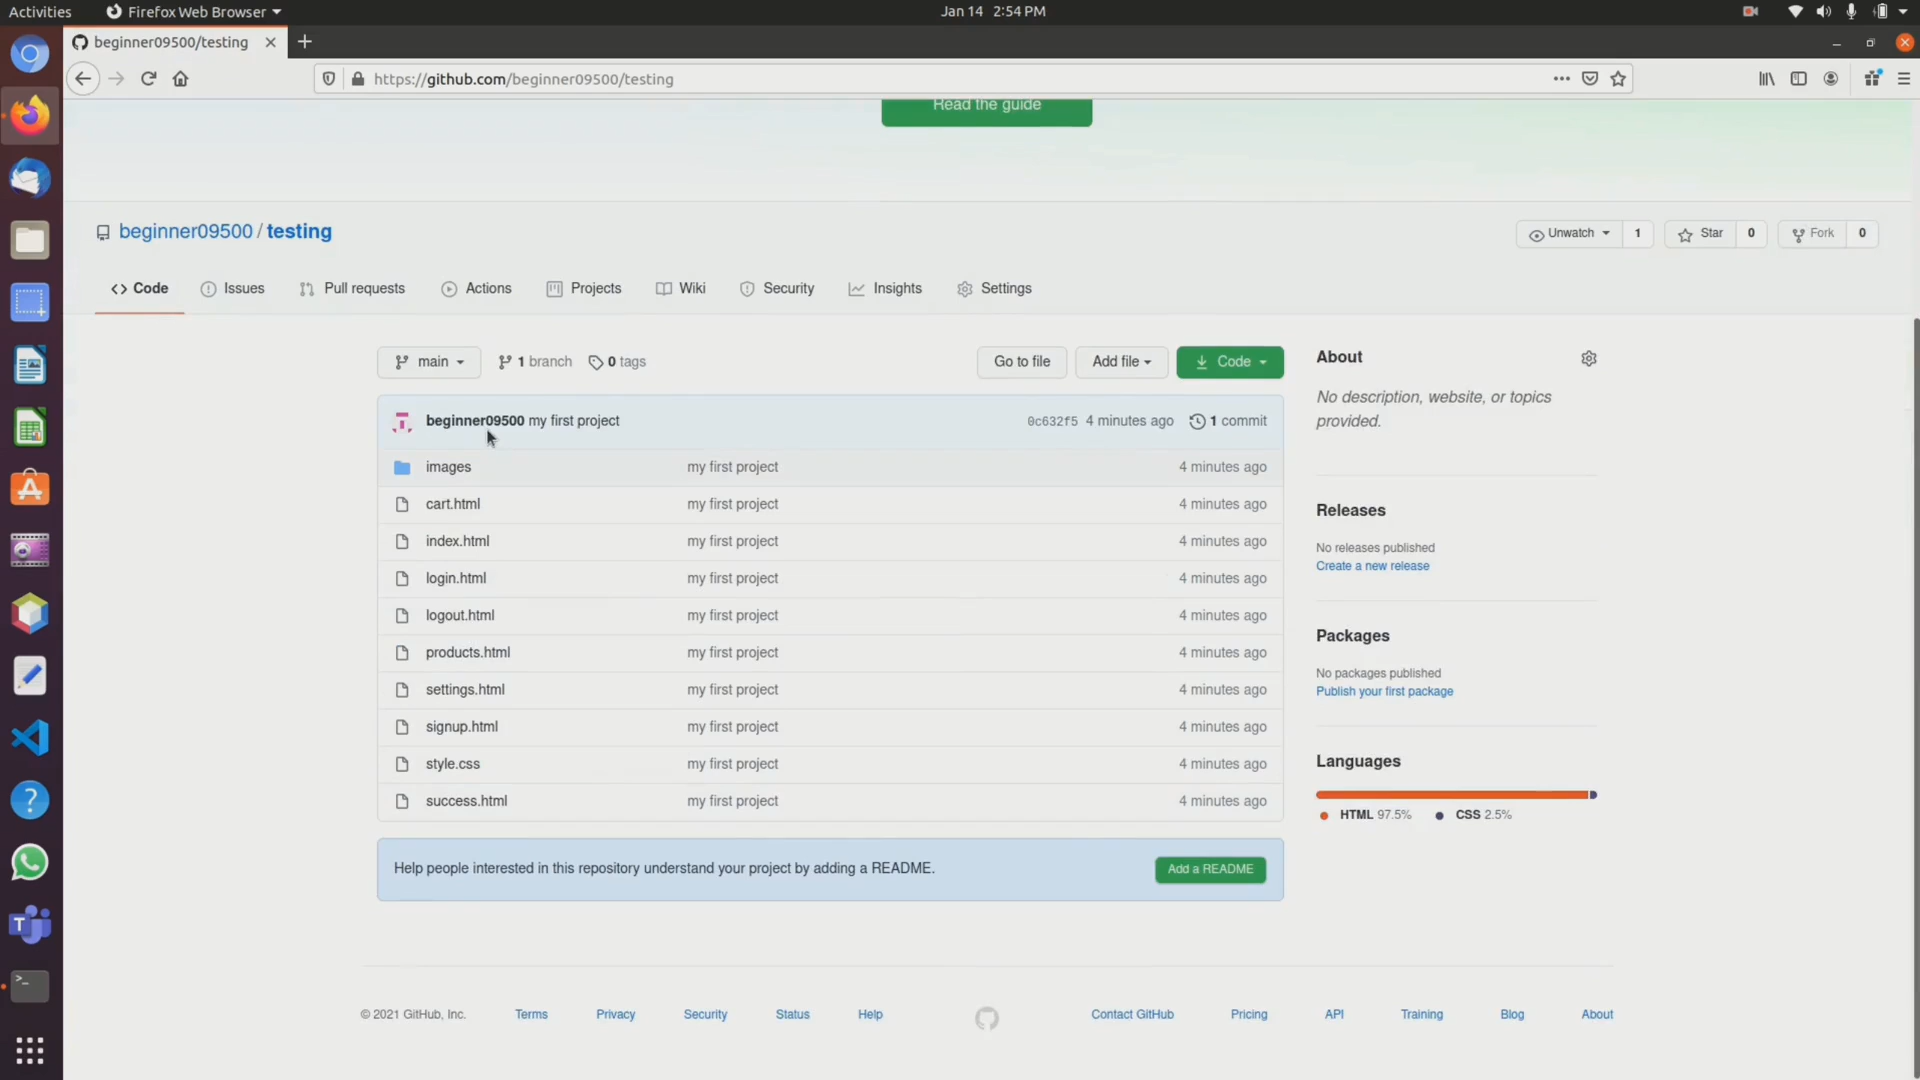 Activities Firefox Web Browser Jan 14 2:54 PM
beginner09500/testing
https://github.com/beginner09500/testing
Read the guide
beginner09500 / testing
Unwatch 1 Star 0 Fork 0
Code Issues Pull requests Actions Projects Wiki Security Insights Settings
main 1 branch 0 tags Go to file Add file Code
About
No description, website, or topics
provided.
beginner09500 my first project 0c632f5 4 minutes ago 1 commit
images my first project 4 minutes ago
cart.html my first project 4 minutes ago
index.html my first project 4 minutes ago
login.html my first project 4 minutes ago
logout.html my first project 4 minutes ago
products.html my first project 4 minutes ago
settings.html my first project 4 minutes ago
signup.html my first project 4 minutes ago
style.css my first project 4 minutes ago
success.html my first project 4 minutes ago
Releases
No releases published
Create a new release
Packages
No packages published
Publish your first package
Languages
HTML 97.5% CSS 2.5%
Help people interested in this repository understand your project by adding a README. Add a README
© 2021 GitHub, Inc. Terms Privacy Security Status Help Contact GitHub Pricing API Training Blog About